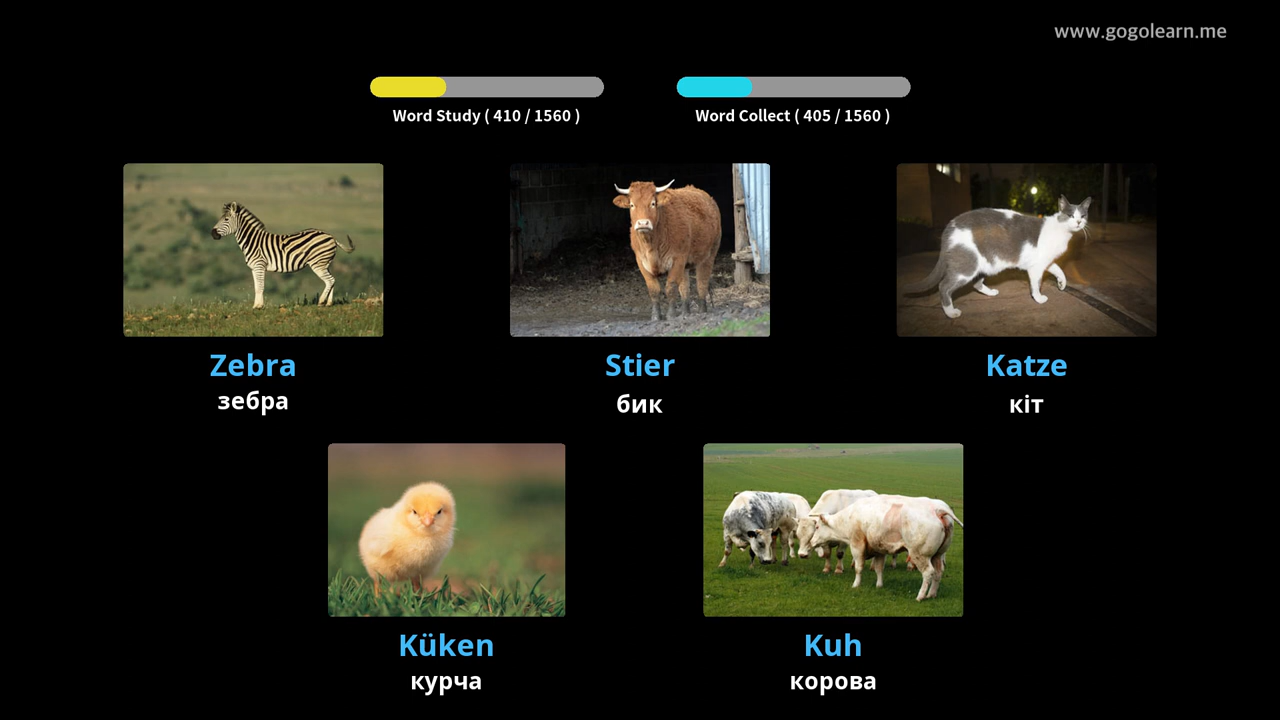 www.gogolearn.me
Word Study ( 410 / 1560 )
Word Collect ( 405 / 1560 )
Zebra
зебра
Stier
бик
Katze
кіт
Küken
курча
Kuh
корова